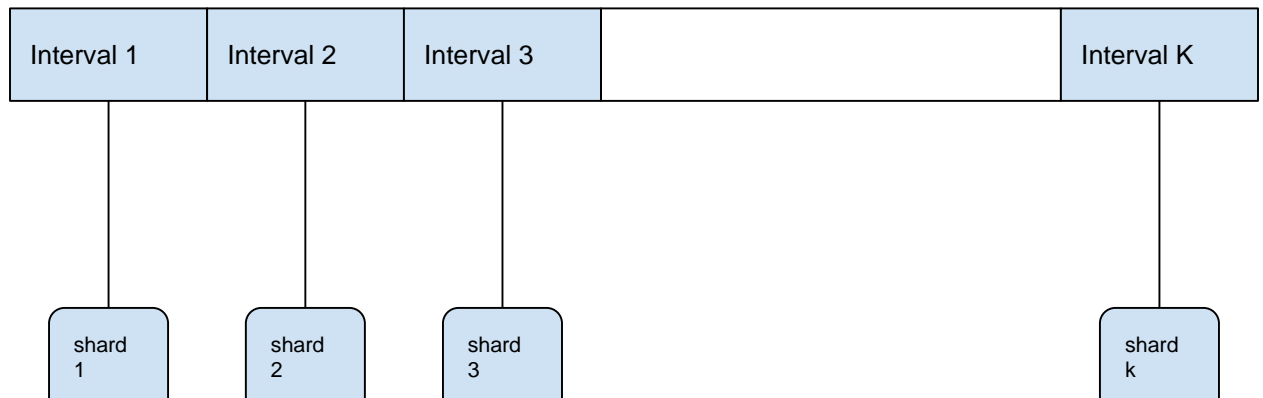 Interval 1
Interval 2
Interval 3
Interval K
shard
1
shard
2
shard
3
shard
k